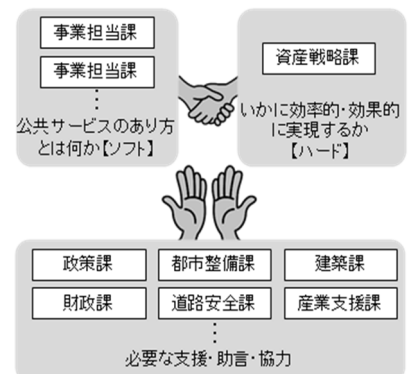 事業担当課
事業担当課
⋮
公共サービスのあり方
とは何か【ソフト】
資産戦略課
いかに効率的・効果的
に実現するか
【ハード】
政策課
都市整備課
建築課
財政課
道路安全課
産業支援課
⋮
必要な支援・助言・協力